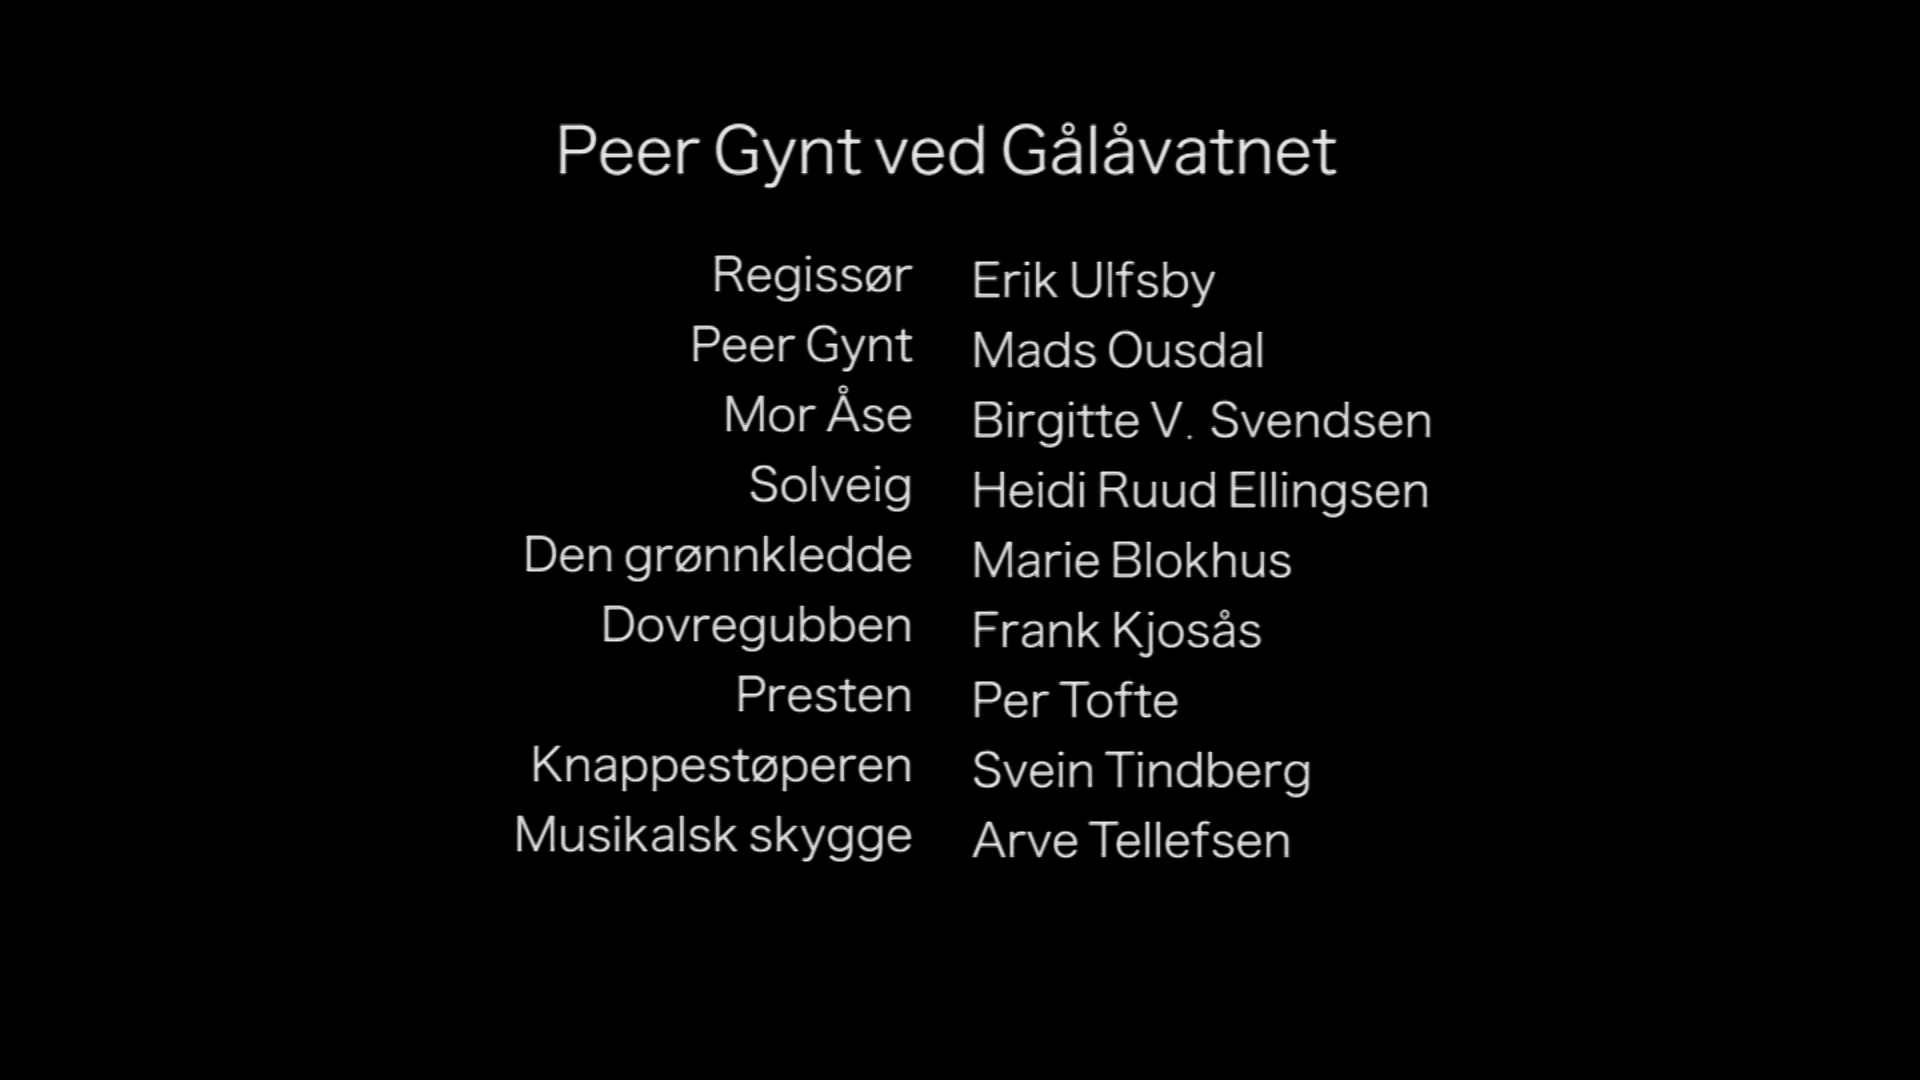 Peer Gynt ved Gålåvatnet
Regissør Erik Ulfsby
Peer Gynt Mads Ousdal
Mor Åse Birgitte V. Svendsen
Solveig Heidi Ruud Ellingsen
Den grønnkledde Marie Blokhus
Dovregubben Frank Kjosås
Presten Per Tofte
Knappestøperen Svein Tindberg
Musikalsk skygge Arve Tellefsen